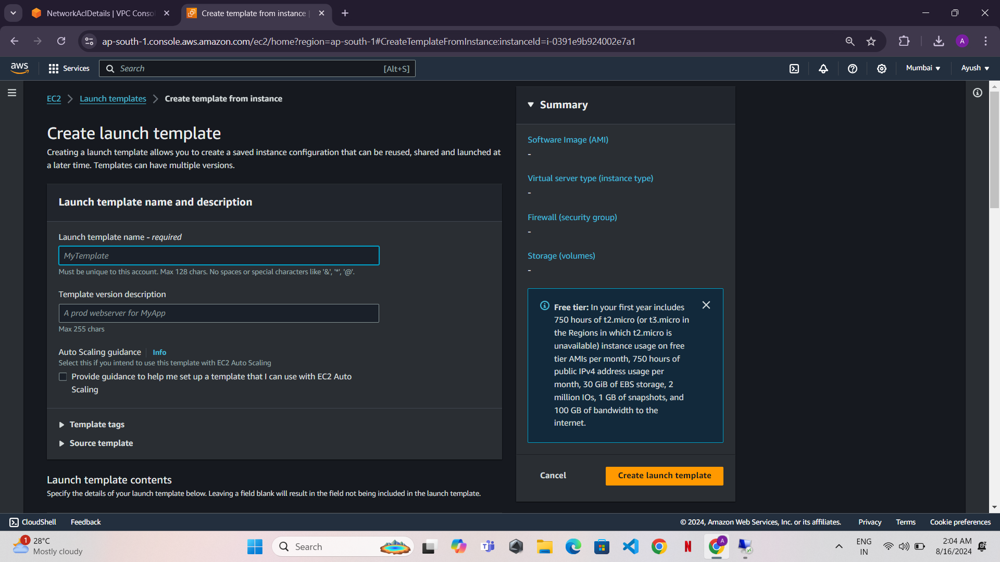 NetworkAclDetails | VPC Conso
Create template from instance |
ap-south-1.console.aws.amazon.com/ec2/home?region=ap-south-1#CreateTemplateFromInstance:instanceId=i-0391e9b924002e7a1
A
aws
Services
Search
[Alt+S]
Mumbai
Ayush
EC2
Launch templates
Create template from instance
Create launch template
Creating a launch template allows you to create a saved instance configuration that can be reused, shared and launched at
a later time. Templates can have multiple versions.
Launch template name and description
Launch template name - required
MyTemplate
Must be unique to this account. Max 128 chars. No spaces or special characters like '&', '*', '@'.
Template version description
A prod webserver for MyApp
Max 255 chars
Auto Scaling guidance
Info
Select this if you intend to use this template with EC2 Auto Scaling
Provide guidance to help me set up a template that I can use with EC2 Auto
Scaling
Template tags
Source template
Launch template contents
Specify the details of your launch template below. Leaving a field blank will result in the field not being included in the launch template.
Summary
Software Image (AMI)
-
Virtual server type (instance type)
-
Firewall (security group)
-
Storage (volumes)
-
Free tier: In your first year includes
750 hours of t2.micro (or t3.micro in
the Regions in which t2.micro is
unavailable) instance usage on free
tier AMIs per month, 750 hours of
public IPv4 address usage per
month, 30 GiB of EBS storage, 2
million IOs, 1 GB of snapshots, and
100 GB of bandwidth to the
internet.
Cancel
Create launch template
CloudShell
Feedback
© 2024, Amazon Web Services, Inc. or its affiliates.
Privacy
Terms
Cookie preferences
1
28°C
Mostly cloudy
Search
N
A
ENG
IN
2:04 AM
8/16/2024